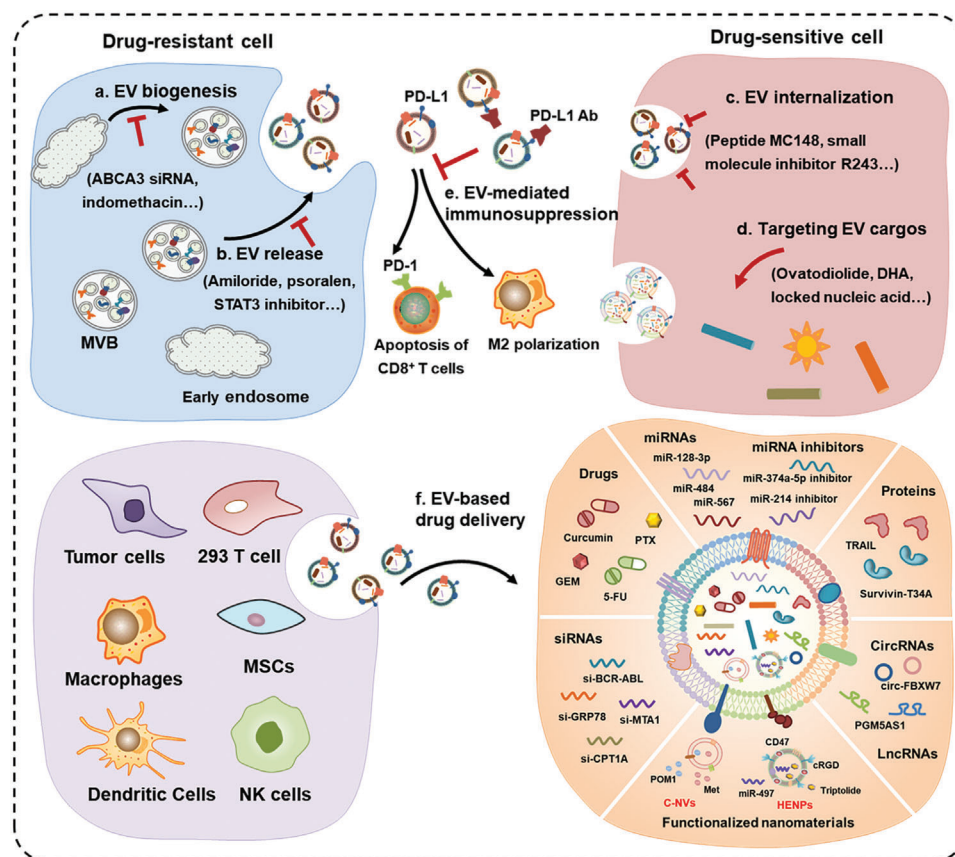 Drug-resistant cell
a. EV biogenesis
(ABCA3 siRNA,
indomethacin…)
b. EV release
(Amiloride, psoralen,
STAT3 inhibitor…)
MVB
Early endosome
PD-L1
PD-L1 Ab
e. EV-mediated
immunosuppression
PD-1
Apoptosis of
CD8⁺ T cells
M2 polarization
Drug-sensitive cell
c. EV internalization
(Peptide MC148, small
molecule inhibitor R243…)
d. Targeting EV cargos
(Ovatodiolide, DHA,
locked nucleic acid…)
Tumor cells
293 T cell
Macrophages
MSCs
Dendritic Cells
NK cells
f. EV-based
drug delivery
Drugs
Curcumin
PTX
GEM
5-FU
miRNAs
miR-128-3p
miR-484
miR-567
miRNA inhibitors
miR-374a-5p inhibitor
miR-214 inhibitor
Proteins
TRAIL
Survivin-T34A
siRNAs
si-BCR-ABL
si-GRP78
si-MTA1
si-CPT1A
CircRNAs
circ-FBXW7
PGM5AS1
LncRNAs
POM1
Met
C-NVs
CD47
cRGD
miR-497
Triptolide
HENPs
Functionalized nanomaterials